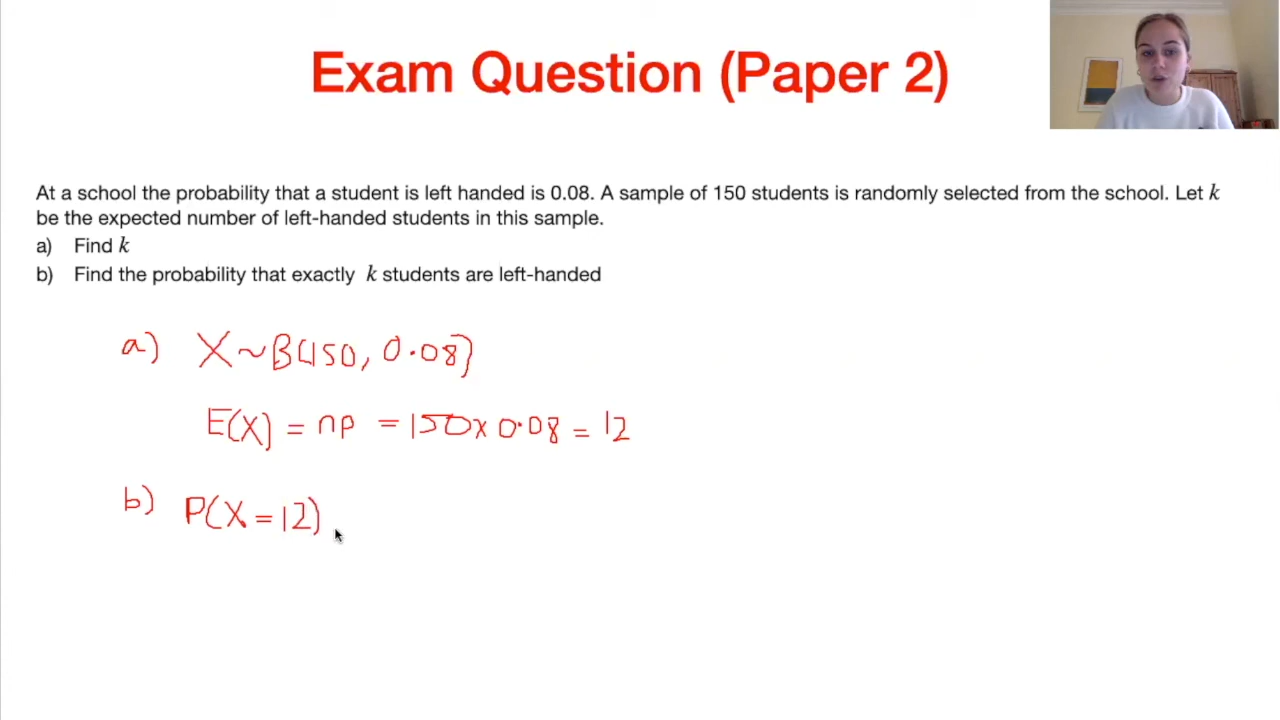 Exam Question (Paper 2)
At a school the probability that a student is left handed is 0.08. A sample of 150 students is randomly selected from the school. Let k
be the expected number of left-handed students in this sample.
a) Find k
b) Find the probability that exactly k students are left-handed
a) X~B(150, 0.08)
E(X) = np = 150 x 0.08 = 12
b) P(X = 12)